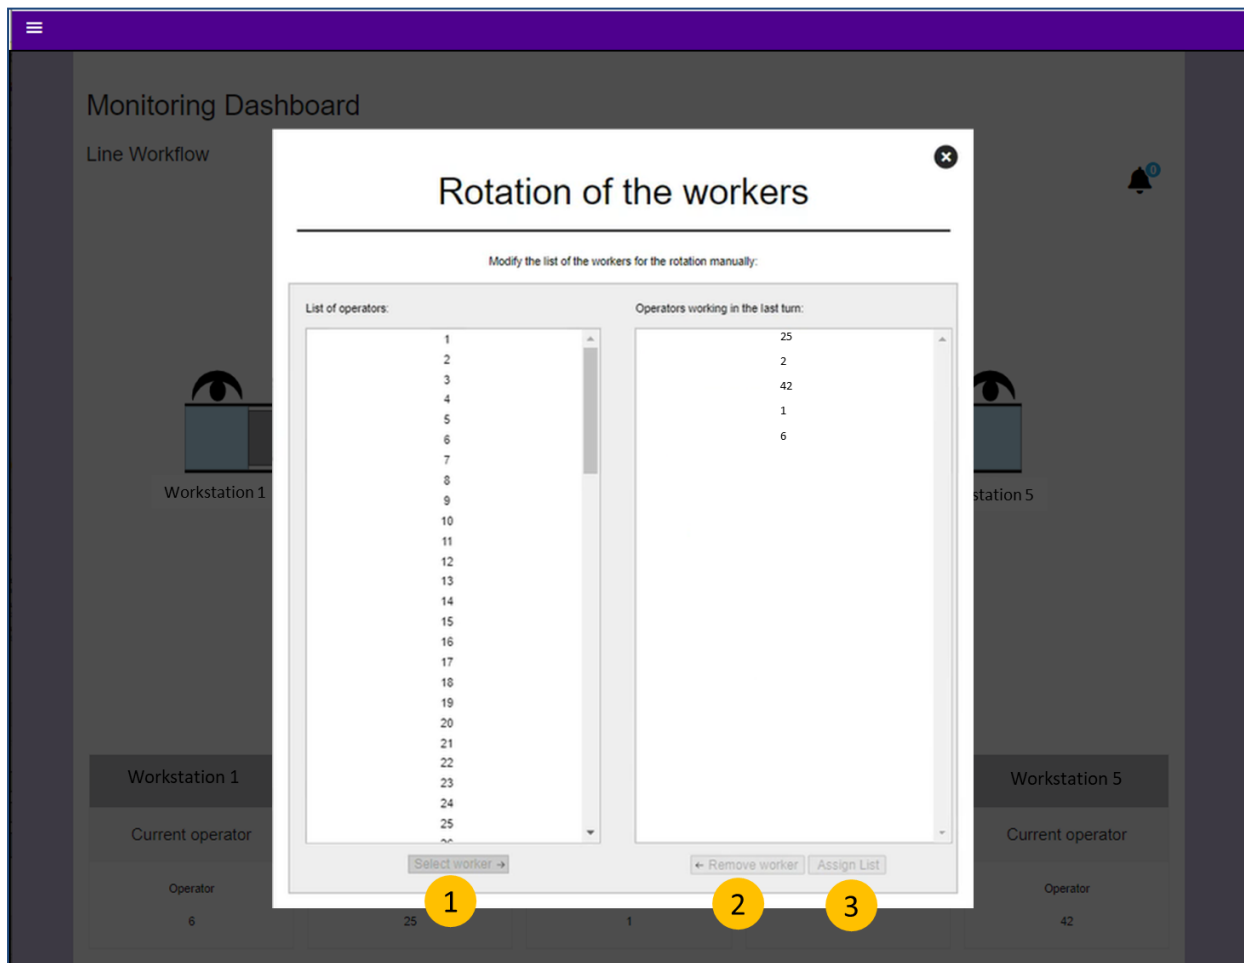 Monitoring Dashboard
Line Workflow
0
Rotation of the workers
Modify the list of the workers for the rotation manually:
List of operators:
1
2
3
4
5
6
7
8
9
10
11
12
13
14
15
16
17
18
19
20
21
22
23
24
25
Select worker →
Operators working in the last turn:
25
2
42
1
6
← Remove worker
Assign List
1
2
3
Workstation 1
station 5
Workstation 1
Workstation 5
Current operator
Current operator
Operator
Operator
6
25
1
42